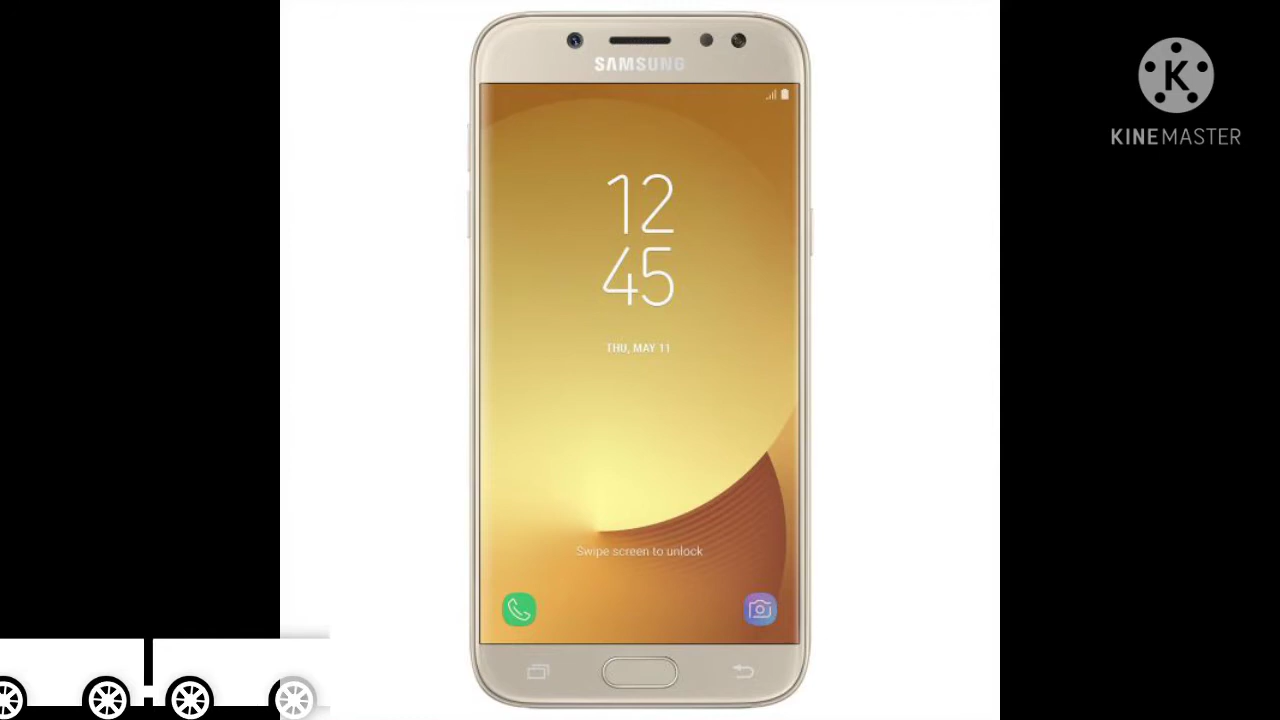 SAMSUNG
12
45
THU, MAY 11
Swipe screen to unlock
K
KINEMASTER